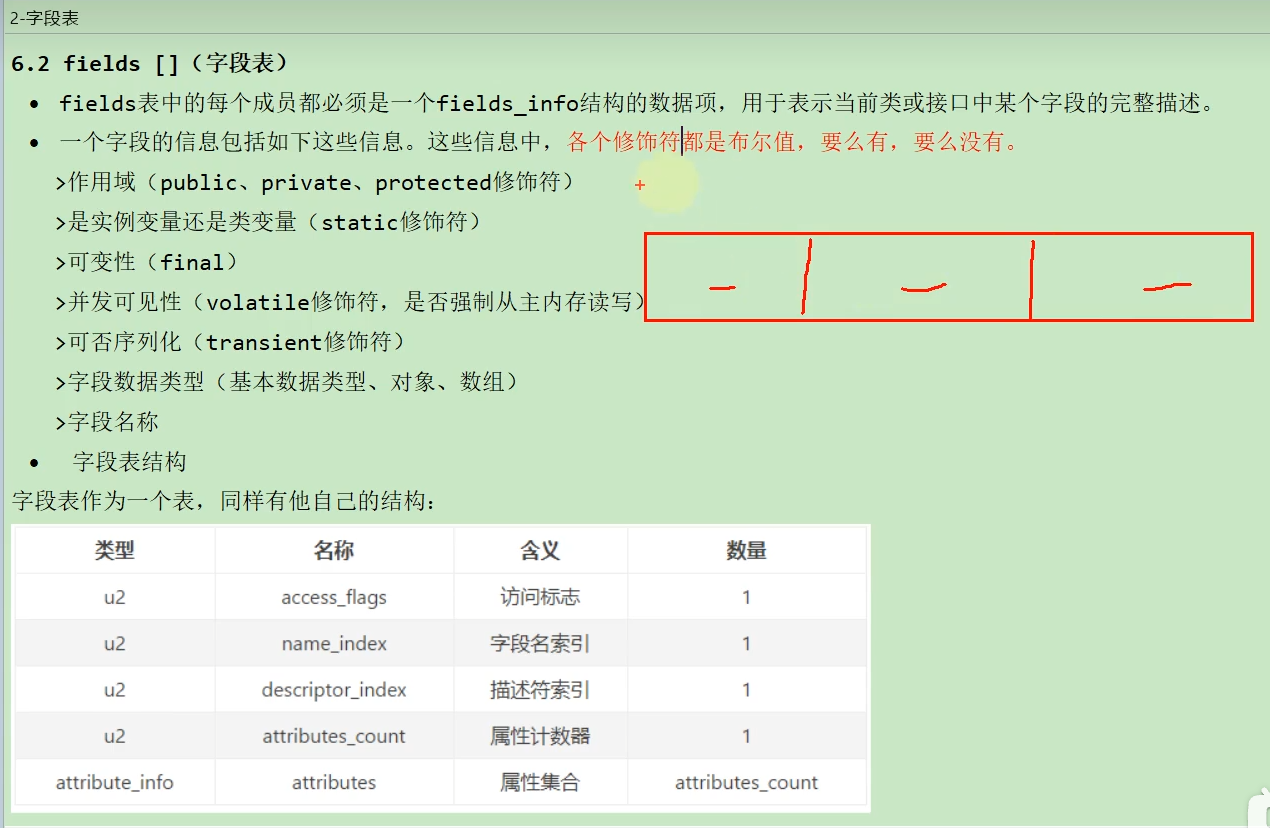 2-字段表
6.2 fields []（字段表）
• fields表中的每个成员都必须是一个fields_info结构的数据项，用于表示当前类或接口中某个字段的完整描述。
• 一个字段的信息包括如下这些信息。这些信息中，各个修饰符都是布尔值，要么有，要么没有。
>作用域（public、private、protected修饰符）
>是实例变量还是类变量（static修饰符）
>可变性（final）
>并发可见性（volatile修饰符，是否强制从主内存读写）
>可否序列化（transient修饰符）
>字段数据类型（基本数据类型、对象、数组）
>字段名称
• 字段表结构
字段表作为一个表，同样有他自己的结构：
类型 名称 含义 数量
u2 access_flags 访问标志 1
u2 name_index 字段名索引 1
u2 descriptor_index 描述符索引 1
u2 attributes_count 属性计数器 1
attribute_info attributes 属性集合 attributes_count